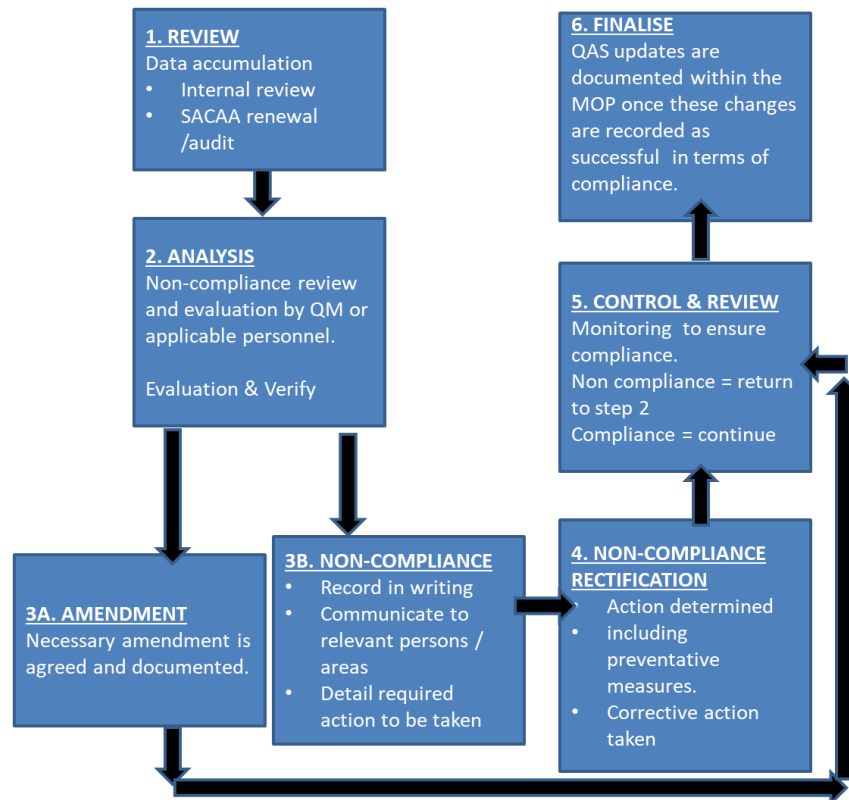 1. REVIEW
Data accumulation
• Internal review
• SACAA renewal
/audit
2. ANALYSIS
Non-compliance review
and evaluation by QM or
applicable personnel.
Evaluation & Verify
3A. AMENDMENT
Necessary amendment is
agreed and documented.
3B. NON-COMPLIANCE
• Record in writing
• Communicate to
relevant persons /
areas
• Detail required
action to be taken
4. NON-COMPLIANCE
RECTIFICATION
• Action determined
• including
preventative
measures.
• Corrective action
taken
5. CONTROL & REVIEW
Monitoring to ensure
compliance.
Non compliance = return
to step 2
Compliance = continue
6. FINALISE
QAS updates are
documented within the
MOP once these changes
are recorded as
successful in terms of
compliance.